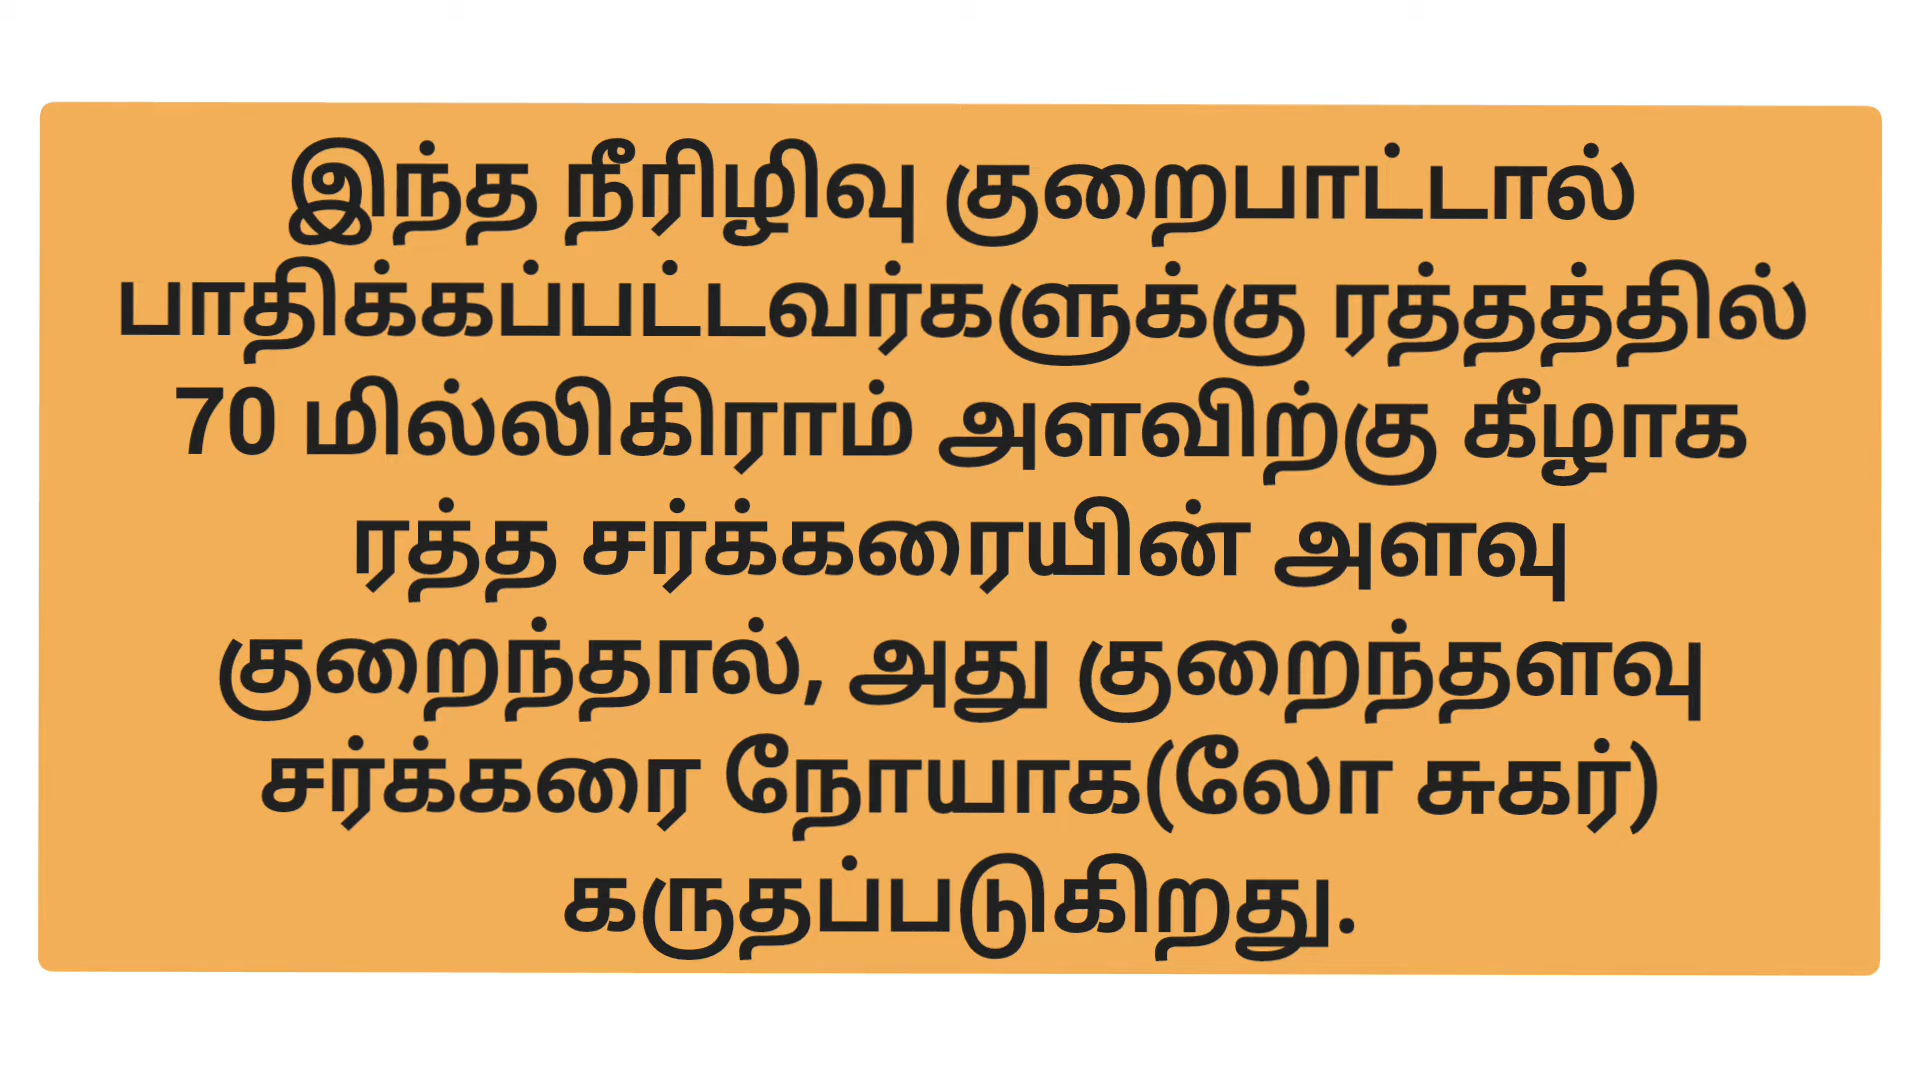 இந்த நீரிழிவு குறைபாட்டால்
பாதிக்கப்பட்டவர்களுக்கு ரத்தத்தில்
70 மில்லிகிராம் அளவிற்கு கீழாக
ரத்த சர்க்கரையின் அளவு
குறைந்தால், அது குறைந்தளவு
சர்க்கரை நோயாக(லோ சுகர்)
கருதப்படுகிறது.